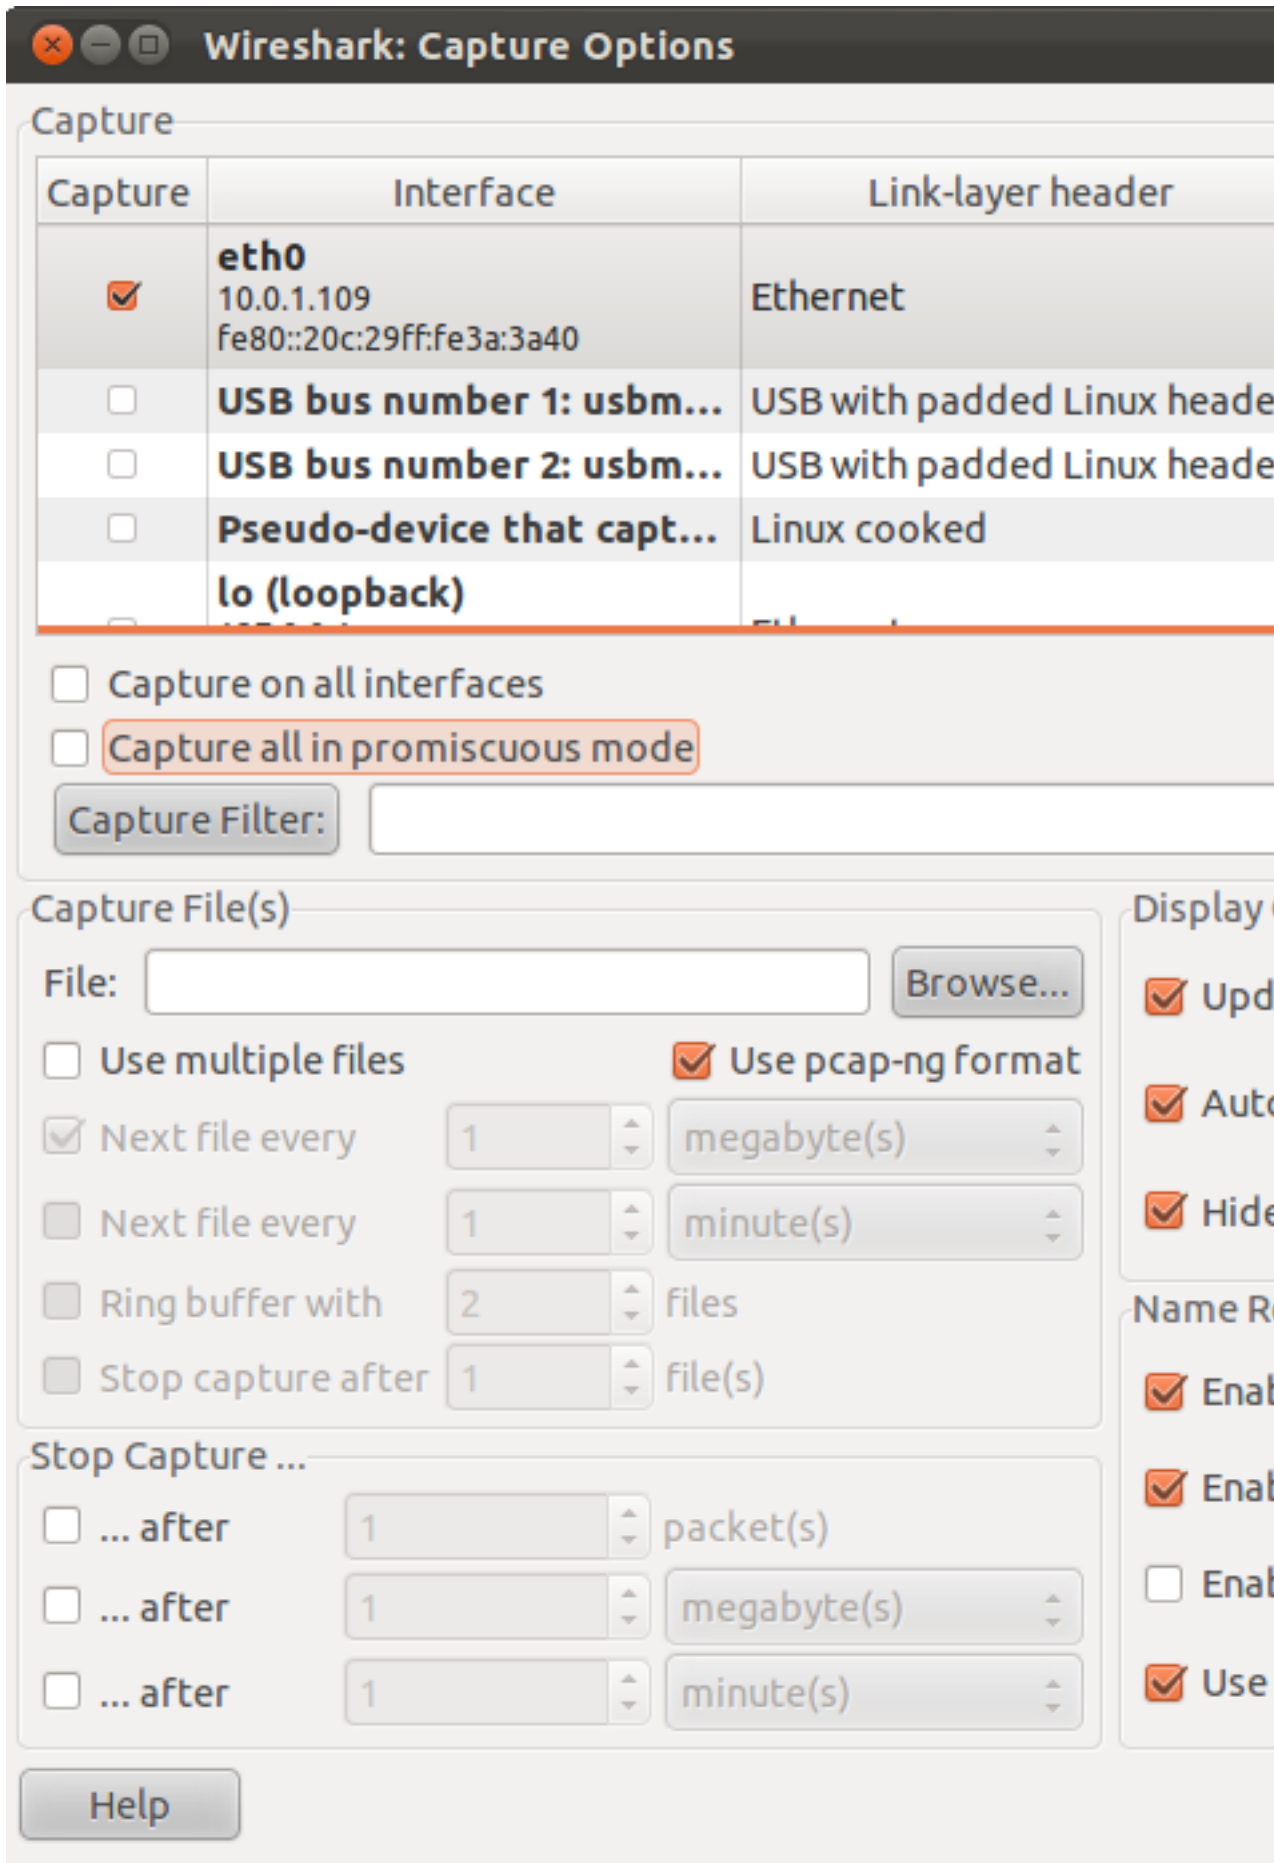 Wireshark: Capture Options
Capture
Capture Interface Link-layer header
eth0
10.0.1.109
fe80::20c:29ff:fe3a:3a40
Ethernet
USB bus number 1: usbm... USB with padded Linux heade
USB bus number 2: usbm... USB with padded Linux heade
Pseudo-device that capt... Linux cooked
lo (loopback)
Capture on all interfaces
Capture all in promiscuous mode
Capture Filter:
Capture File(s)
File: Browse...
Use multiple files Use pcap-ng format
Next file every 1 megabyte(s)
Next file every 1 minute(s)
Ring buffer with 2 files
Stop capture after 1 file(s)
Stop Capture ...
... after 1 packet(s)
... after 1 megabyte(s)
... after 1 minute(s)
Help
Display
Upd
Auto
Hide
Name R
Enab
Enab
Enab
Use